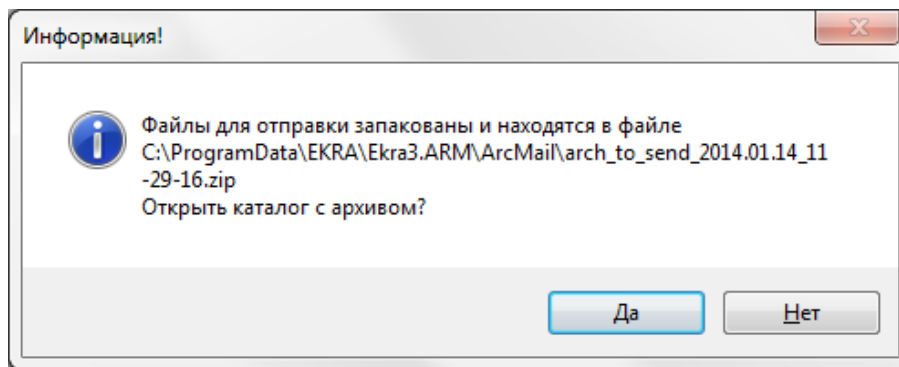 Информация!
Файлы для отправки запакованы и находятся в файле
C:\ProgramData\EKRA\Ekra3.ARM\ArcMail\arch_to_send_2014.01.14_11
-29-16.zip
Открыть каталог с архивом?
Да
Нет